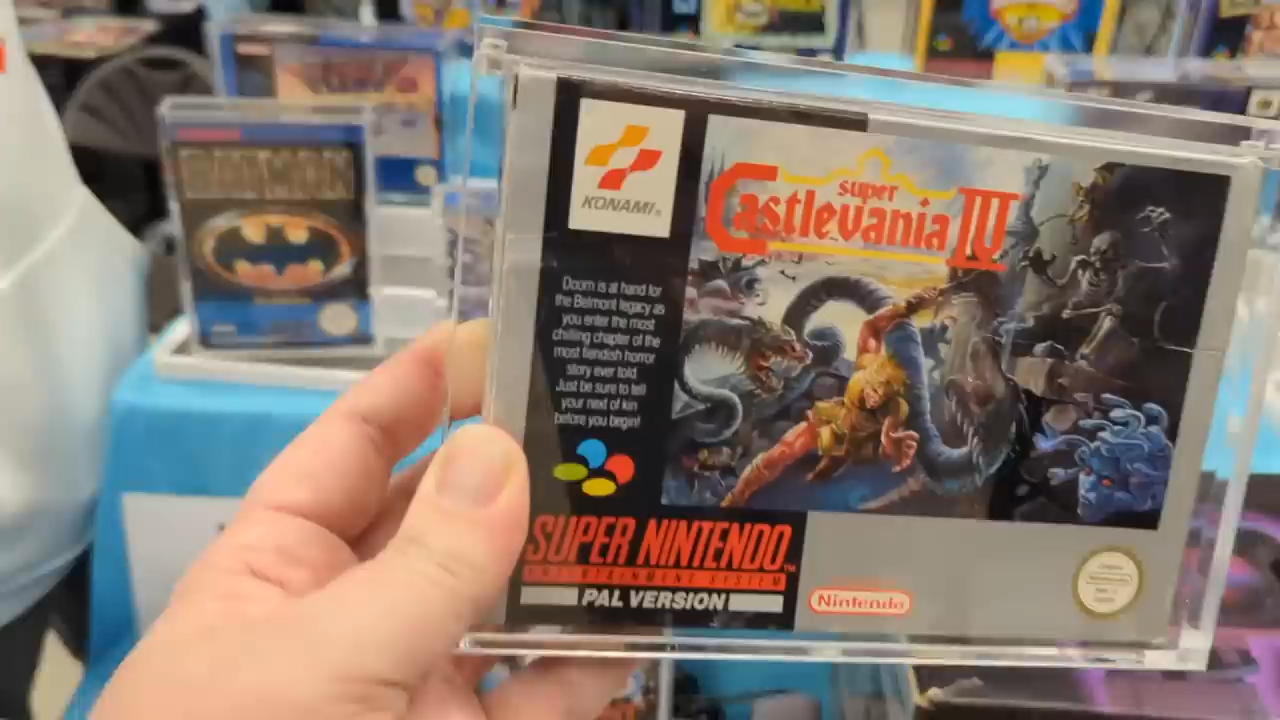 BATMAN
KONAMI®
super
Castlevania IV
Doom is at hand for
the Belmont legacy as
you enter the most
chilling chapter of the
most fiendish horror
story ever told.
Just be sure to tell
your next of kin
before you begin!
SUPER NINTENDO™
ENTERTAINMENT SYSTEM
PAL VERSION
Nintendo